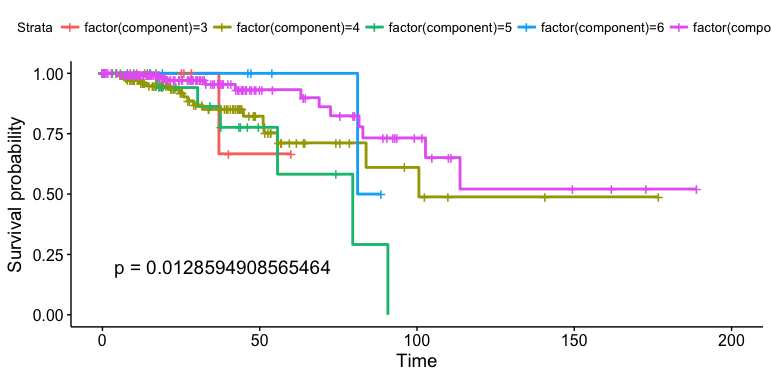 Strata factor(component)=3 factor(component)=4 factor(component)=5 factor(component)=6 factor(compo
Survival probability
1.00
0.75
0.50
0.25
0.00
p = 0.0128594908565464
0 50 100 150 200
Time